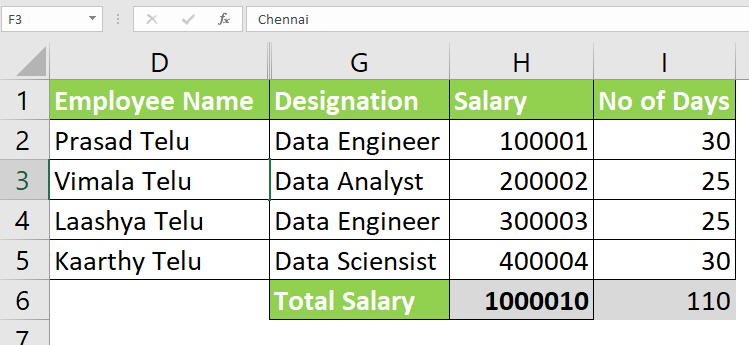 F3 fx Chennai
D G H I
1 Employee Name Designation Salary No of Days
2 Prasad Telu Data Engineer 100001 30
3 Vimala Telu Data Analyst 200002 25
4 Laashya Telu Data Engineer 300003 25
5 Kaarthy Telu Data Sciensist 400004 30
6 Total Salary 1000010 110
7